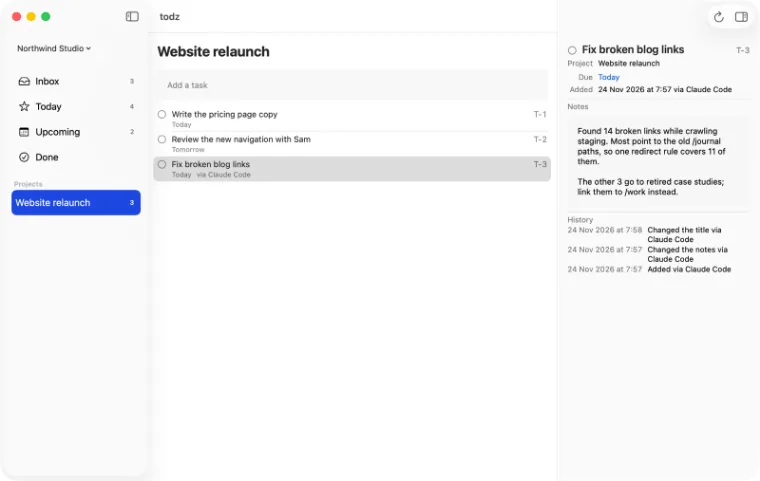 Northwind Studio
Inbox 3
Today 4
Upcoming 2
Done
Projects
Website relaunch 3
todz
Website relaunch
Add a task
Write the pricing page copy T-1
Today
Review the new navigation with Sam T-2
Tomorrow
Fix broken blog links T-3
Today via Claude Code
Fix broken blog links T-3
Project Website relaunch
Due Today
Added 24 Nov 2026 at 7:57 via Claude Code
Notes
Found 14 broken links while crawling
staging. Most point to the old /journal
paths, so one redirect rule covers 11 of
them.
The other 3 go to retired case studies;
link them to /work instead.
History
24 Nov 2026 at 7:58 Changed the title via
Claude Code
24 Nov 2026 at 7:57 Changed the notes via
Claude Code
24 Nov 2026 at 7:57 Added via Claude Code